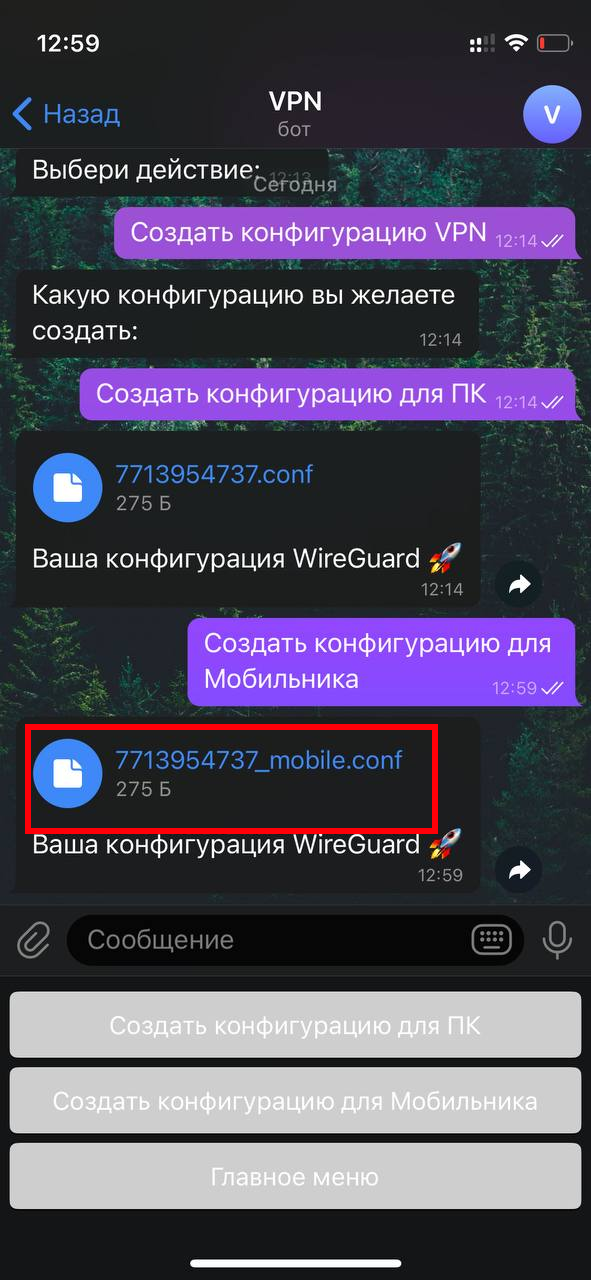 12:59
Назад
VPN
бот
V
Выбери действие: 12:13
Сегодня
Создать конфигурацию VPN 12:14
Какую конфигурацию вы желаете
создать:
12:14
Создать конфигурацию для ПК 12:14
7713954737.conf
275 Б
Ваша конфигурация WireGuard 🚀
12:14
Создать конфигурацию для
Мобильника
12:59
7713954737_mobile.conf
275 Б
Ваша конфигурация WireGuard 🚀
12:59
Сообщение
Создать конфигурацию для ПК
Создать конфигурацию для Мобильника
Главное меню